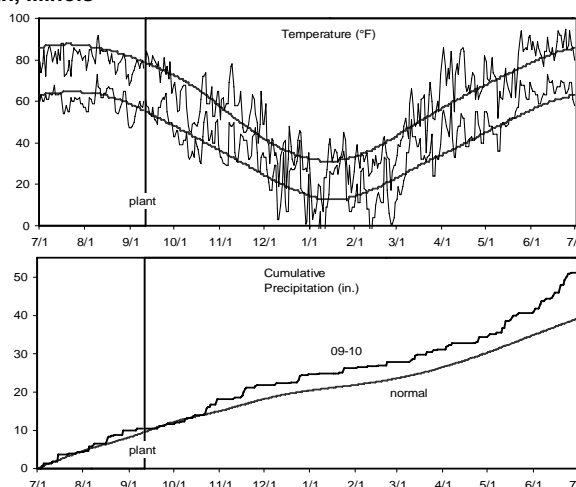 Illinois
Temperature (°F)
100
80
60
40
20
0
plant
7/1 8/1 9/1 10/1 11/1 12/1 1/1 2/1 3/1 4/1 5/1 6/1
Cumulative
Precipitation (in.)
50
40
30
20
10
0
09-10
normal
plant
7/1 8/1 9/1 10/1 11/1 12/1 1/1 2/1 3/1 4/1 5/1 6/1